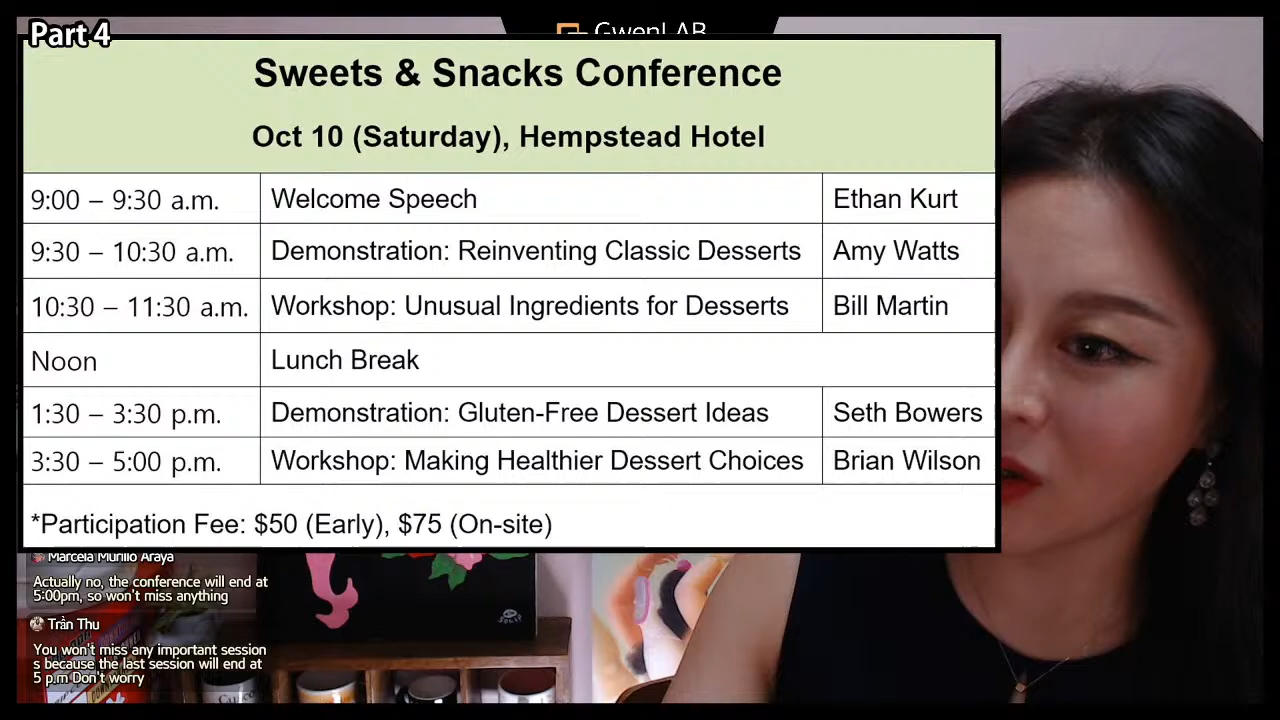 Part 4
GwenLAB
Sweets & Snacks Conference
Oct 10 (Saturday), Hempstead Hotel
9:00 – 9:30 a.m. Welcome Speech Ethan Kurt
9:30 – 10:30 a.m. Demonstration: Reinventing Classic Desserts Amy Watts
10:30 – 11:30 a.m. Workshop: Unusual Ingredients for Desserts Bill Martin
Noon Lunch Break
1:30 – 3:30 p.m. Demonstration: Gluten-Free Dessert Ideas Seth Bowers
3:30 – 5:00 p.m. Workshop: Making Healthier Dessert Choices Brian Wilson
*Participation Fee: $50 (Early), $75 (On-site)
Marcela Murillo Araya
Actually no, the conference will end at
5:00pm, so won't miss anything
Trần Thu
You won't miss any important session
s because the last session will end at
5 p.m Don't worry